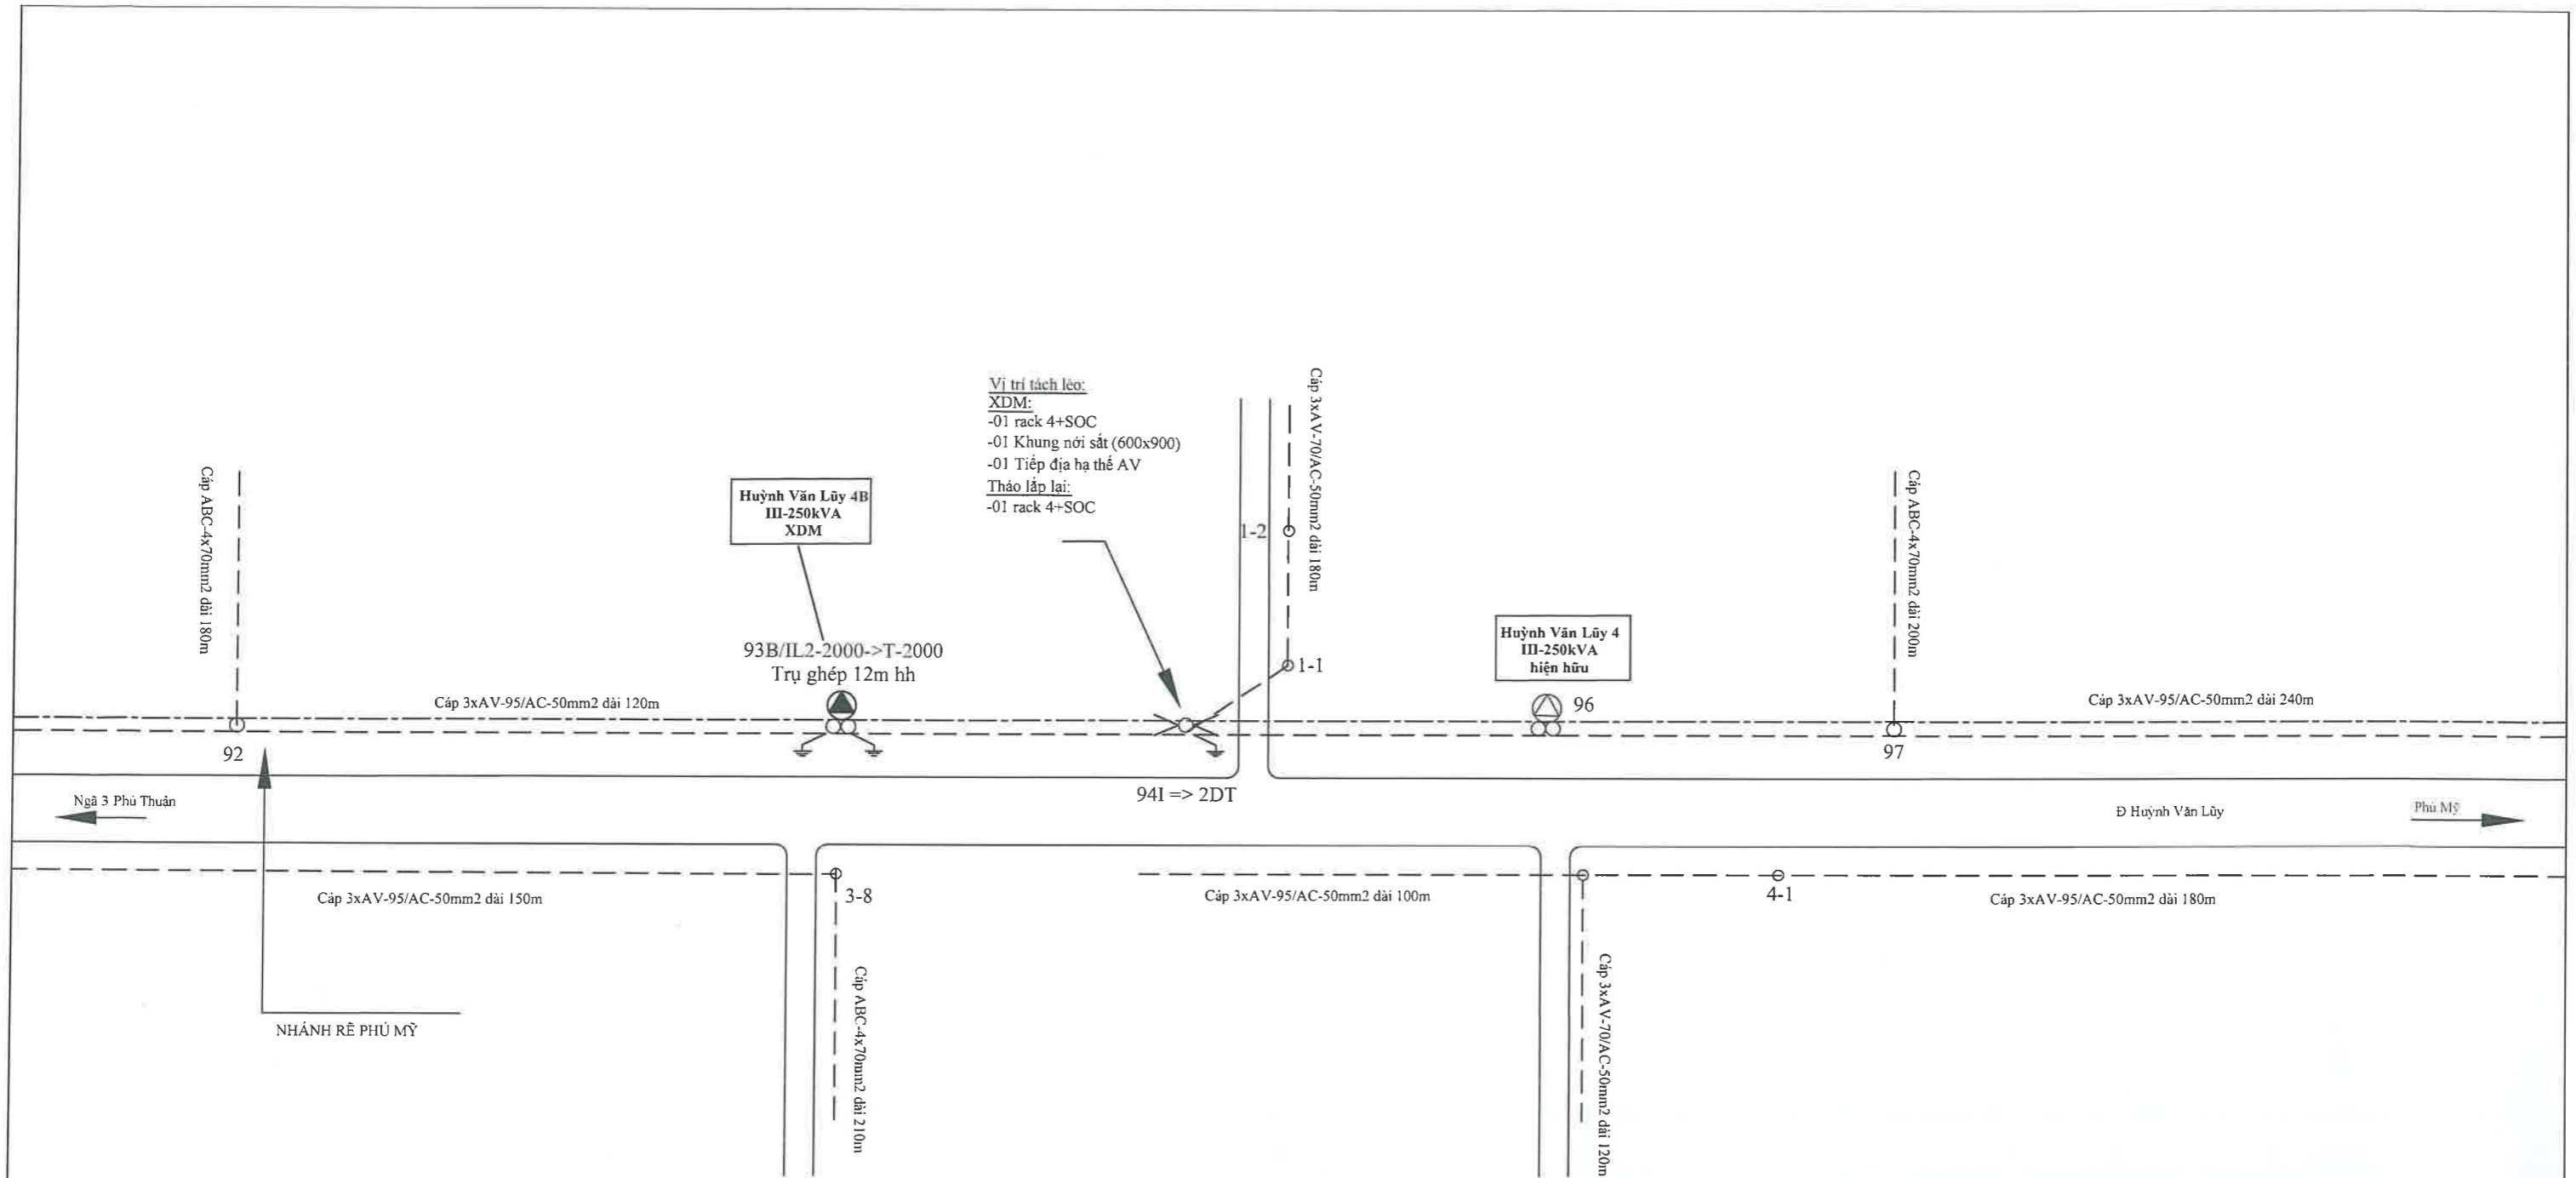 Vị trí tách lèo:
XDM:
-01 rack 4+SOC
-01 Khung nới sắt (600x900)
-01 Tiếp địa hạ thế AV
Tháo lắp lại:
-01 rack 4+SOC
Cáp 3xAV-70/AC-50mm2 dài 180m
Cáp ABC-4x70mm2 dài 180m
Huỳnh Văn Lũy 4B
III-250kVA
XDM
1-2
Cáp ABC-4x70mm2 dài 200m
93B/IL2-2000->T-2000
Trụ ghép 12m hh
1-1
Huỳnh Văn Lũy 4
III-250kVA
hiện hữu
Cáp 3xAV-95/AC-50mm2 dài 120m
96
Cáp 3xAV-95/AC-50mm2 dài 240m
92
97
94I => 2DT
Ngã 3 Phú Thuận
Đ Huỳnh Văn Lũy
Phú Mỹ
Cáp 3xAV-95/AC-50mm2 dài 150m
3-8
Cáp 3xAV-95/AC-50mm2 dài 100m
4-1
Cáp 3xAV-95/AC-50mm2 dài 180m
Cáp ABC-4x70mm2 dài 210m
Cáp 3xAV-70/AC-50mm2 dài 120m
NHÁNH RẼ PHÚ MỸ